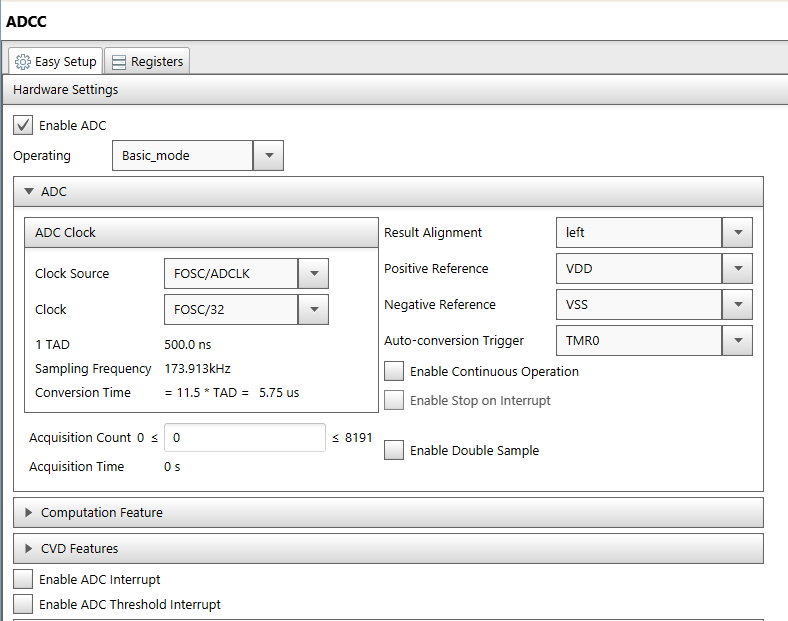 ADCC
Easy Setup Registers
Hardware Settings
Enable ADC
Operating Basic_mode
ADC
ADC Clock
Clock Source FOSC/ADCLK
Clock FOSC/32
1 TAD 500.0 ns
Sampling Frequency 173.913kHz
Conversion Time = 11.5 * TAD = 5.75 us
Acquisition Count 0 ≤ 0 ≤ 8191
Acquisition Time 0 s
Result Alignment left
Positive Reference VDD
Negative Reference VSS
Auto-conversion Trigger TMR0
Enable Continuous Operation
Enable Stop on Interrupt
Enable Double Sample
Computation Feature
CVD Features
Enable ADC Interrupt
Enable ADC Threshold Interrupt